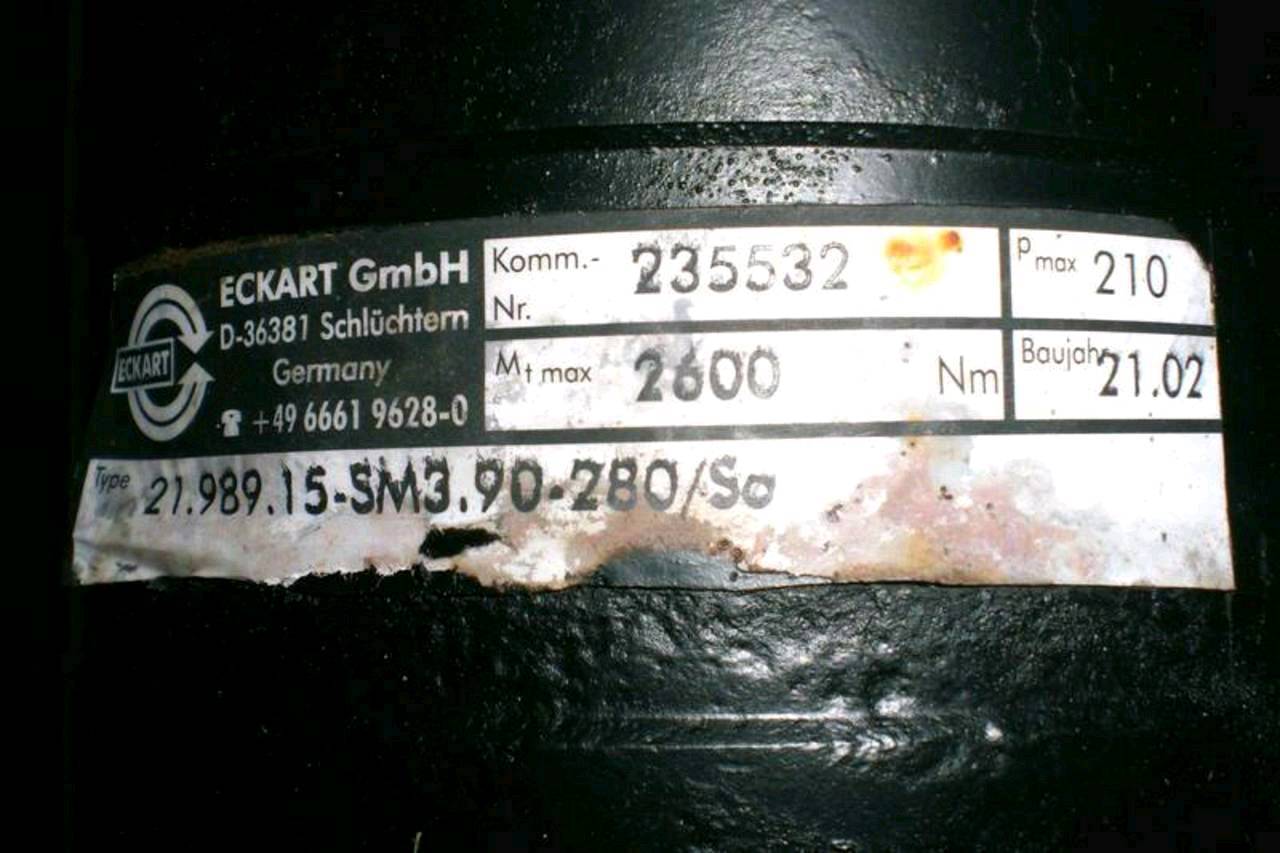 ECKART GmbH
D-36381 Schlüchtern
Germany
☎ +49 6661 9628-0
ECKART
Komm.-
Nr.
235532
Pmax 210
Mt max 2600 Nm
Baujahr 21.02
Type 21.989.15-SM3.90-280/So